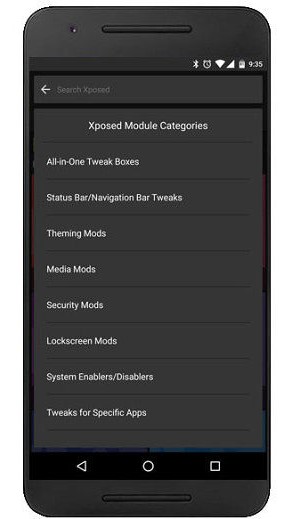 9:35
Search Xposed
Xposed Module Categories
All-in-One Tweak Boxes
Status Bar/Navigation Bar Tweaks
Theming Mods
Media Mods
Security Mods
Lockscreen Mods
System Enablers/Disablers
Tweaks for Specific Apps